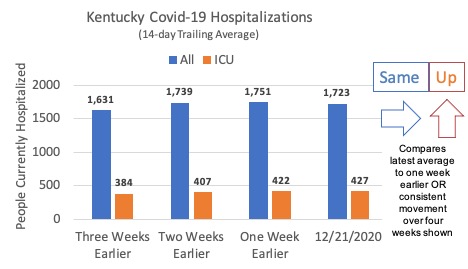 Kentucky Covid-19 Hospitalizations
(14-day Trailing Average)
All ICU
People Currently Hospitalized
2000
1500
1000
500
0
1,631
384
1,739
407
1,751
422
1,723
427
Three Weeks
Earlier
Two Weeks
Earlier
One Week
Earlier
12/21/2020
Same Up
Compares
latest average
to one week
earlier OR
consistent
movement
over four
weeks shown